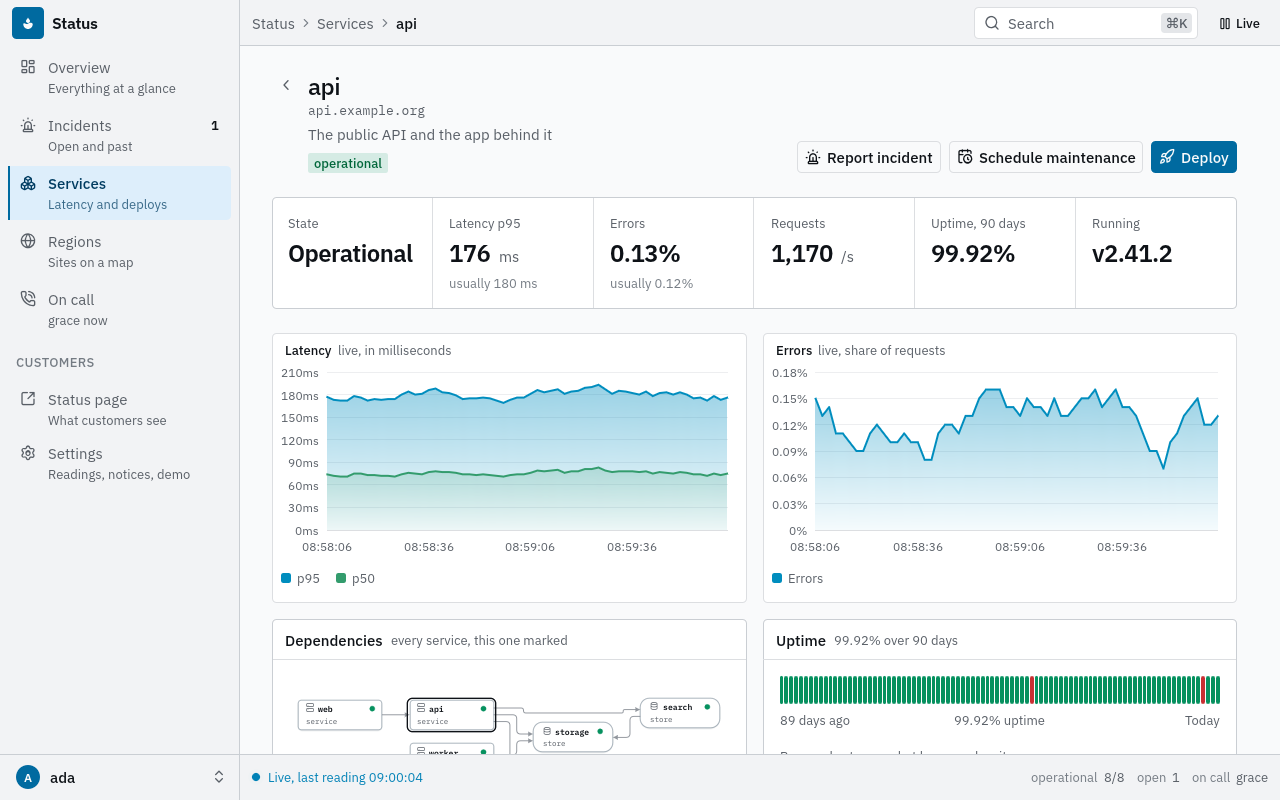 Status
Overview
Everything at a glance
Incidents 1
Open and past
Services
Latency and deploys
Regions
Sites on a map
On call
grace now
CUSTOMERS
Status page
What customers see
Settings
Readings, notices, demo
A ada
Status > Services > api
Search ⌘K
Live
api
api.example.org
The public API and the app behind it
operational
Report incident
Schedule maintenance
Deploy
State
Operational
Latency p95
176 ms
usually 180 ms
Errors
0.13%
usually 0.12%
Requests
1,170 /s
Uptime, 90 days
99.92%
Running
v2.41.2
Latency live, in milliseconds
210ms
180ms
150ms
120ms
90ms
60ms
30ms
0ms
08:58:06 08:58:36 08:59:06 08:59:36
p95 p50
Errors live, share of requests
0.18%
0.15%
0.12%
0.09%
0.06%
0.03%
0%
08:58:06 08:58:36 08:59:06 08:59:36
Errors
Dependencies every service, this one marked
web
service
api
service
worker
storage
store
search
store
Uptime 99.92% over 90 days
89 days ago 99.92% uptime Today
Live, last reading 09:00:04
operational 8/8 open 1 on call grace